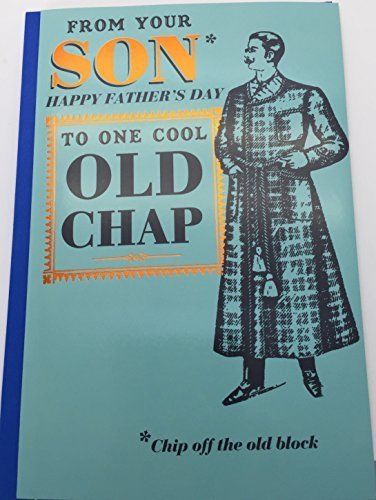 FROM YOUR
SON*
HAPPY FATHER'S DAY
TO ONE COOL
OLD
CHAP
*Chip off the old block